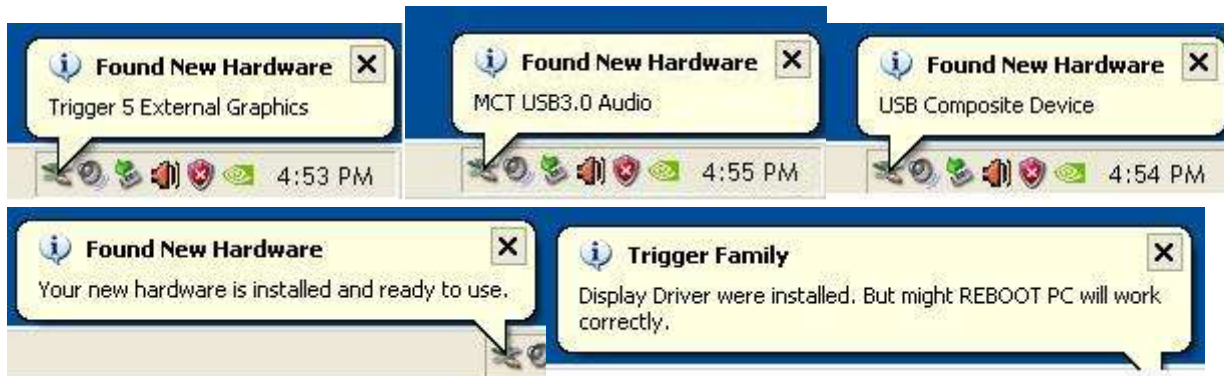 Found New Hardware
Trigger 5 External Graphics
4:53 PM
Found New Hardware
MCT USB3.0 Audio
4:55 PM
Found New Hardware
USB Composite Device
4:54 PM
Found New Hardware
Your new hardware is installed and ready to use.
Trigger Family
Display Driver were installed. But might REBOOT PC will work
correctly.